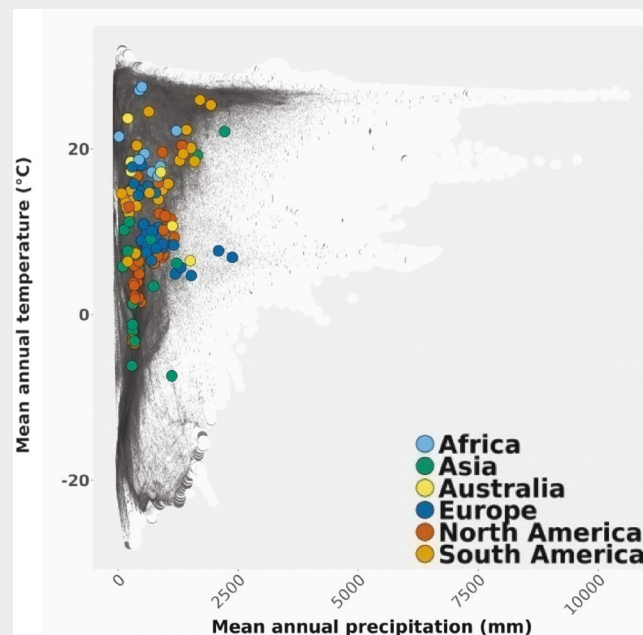 Mean annual temperature (°C)
20
0
-20
Africa
Asia
Australia
Europe
North America
South America
0
2500
5000
7500
10000
Mean annual precipitation (mm)